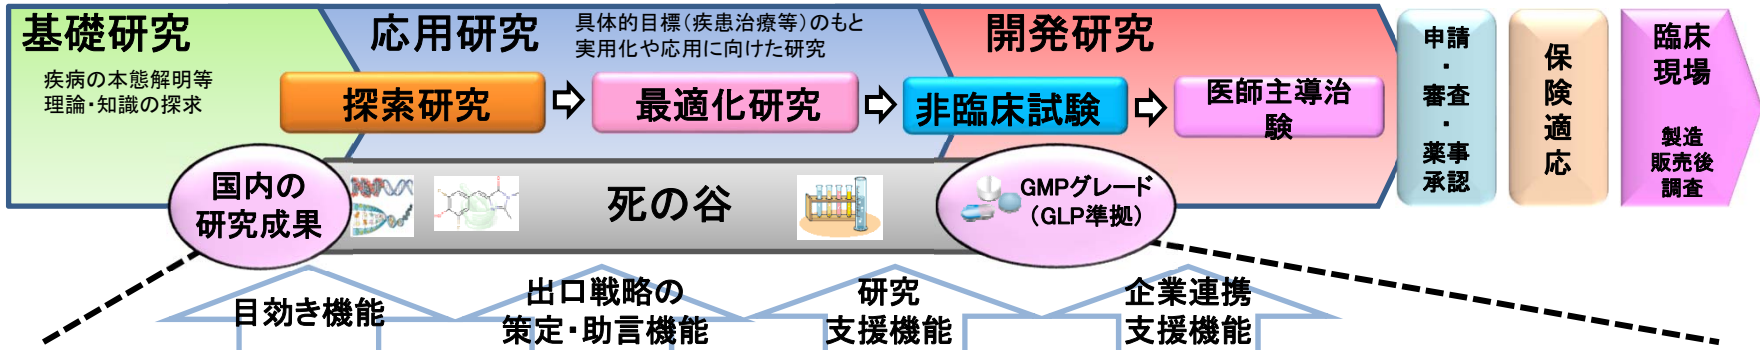 基礎研究
疾病の本態解明等
理論・知識の探求
応用研究
具体的目標（疾患治療等）のもと
実用化や応用に向けた研究
開発研究
探索研究
最適化研究
非臨床試験
医師主導治
験
申請
・
審査
・
薬事
承認
保
険
適
応
臨床
現場
製造
販売後
調査
国内の
研究成果
死の谷
GMPグレード
（GLP準拠）
目効き機能
出口戦略の
策定・助言機能
研究
支援機能
企業連携
支援機能